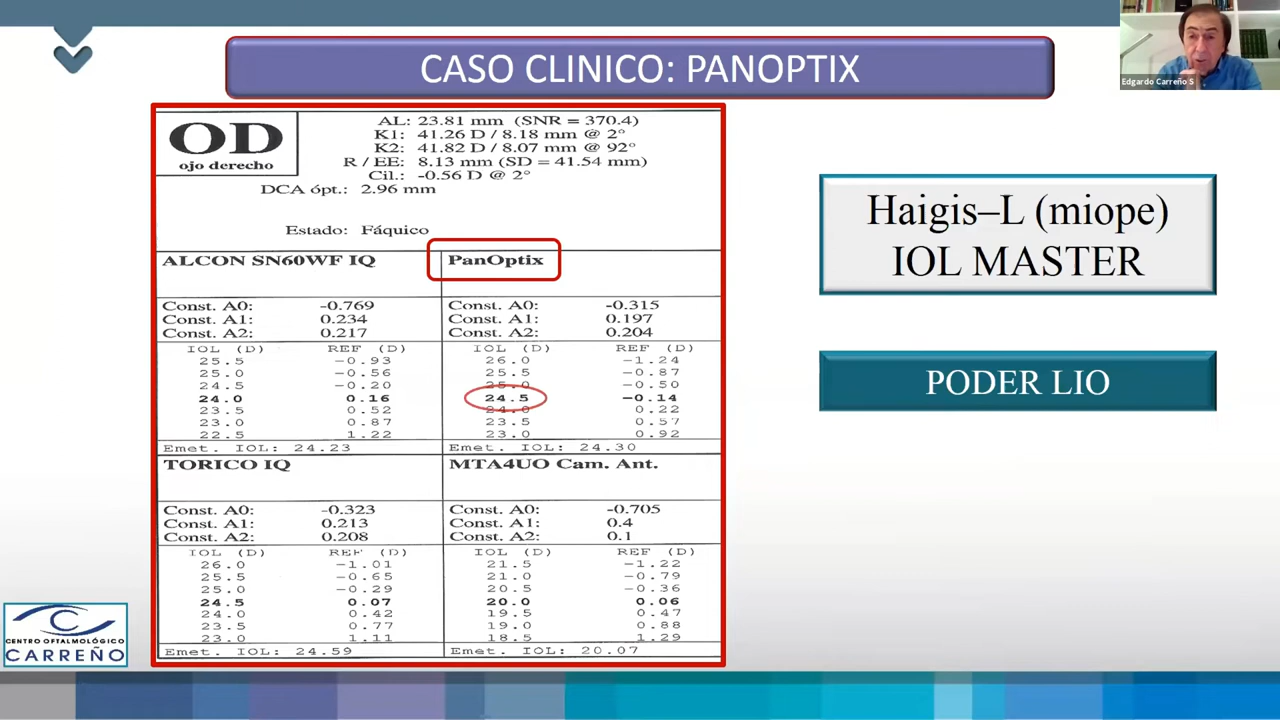 CASO CLINICO: PANOPTIX
Edgardo Carreño S
OD
ojo derecho
AL: 23.81 mm (SNR = 370.4)
K1: 41.26 D / 8.18 mm @ 2°
K2: 41.82 D / 8.07 mm @ 92°
R / EE: 8.13 mm (SD = 41.54 mm)
Cil.: -0.56 D @ 2°
DCA ópt.: 2.96 mm
Estado: Fáquico
ALCON SN60WF IQ
Const. A0: -0.769
Const. A1: 0.234
Const. A2: 0.217
IOL (D) REF (D)
25.5 -0.93
25.0 -0.56
24.5 -0.20
24.0 0.16
23.5 0.52
23.0 0.87
22.5 1.22
Emet. IOL: 24.23
PanOptix
Const. A0: -0.315
Const. A1: 0.197
Const. A2: 0.204
IOL (D) REF (D)
26.0 -1.24
25.5 -0.87
25.0 -0.50
24.5 -0.14
24.0 0.22
23.5 0.57
23.0 0.92
Emet. IOL: 24.30
TORICO IQ
Const. A0: -0.323
Const. A1: 0.213
Const. A2: 0.208
IOL (D) REF (D)
26.0 -1.01
25.5 -0.65
25.0 -0.29
24.5 0.07
24.0 0.42
23.5 0.77
23.0 1.11
Emet. IOL: 24.59
MTA4UO Cam. Ant.
Const. A0: -0.705
Const. A1: 0.4
Const. A2: 0.1
IOL (D) REF (D)
21.5 -1.22
21.0 -0.79
20.5 -0.36
20.0 0.06
19.5 0.47
19.0 0.88
18.5 1.29
Emet. IOL: 20.07
Haigis–L (miope)
IOL MASTER
PODER LIO
CENTRO OFTALMOLÓGICO
CARREÑO